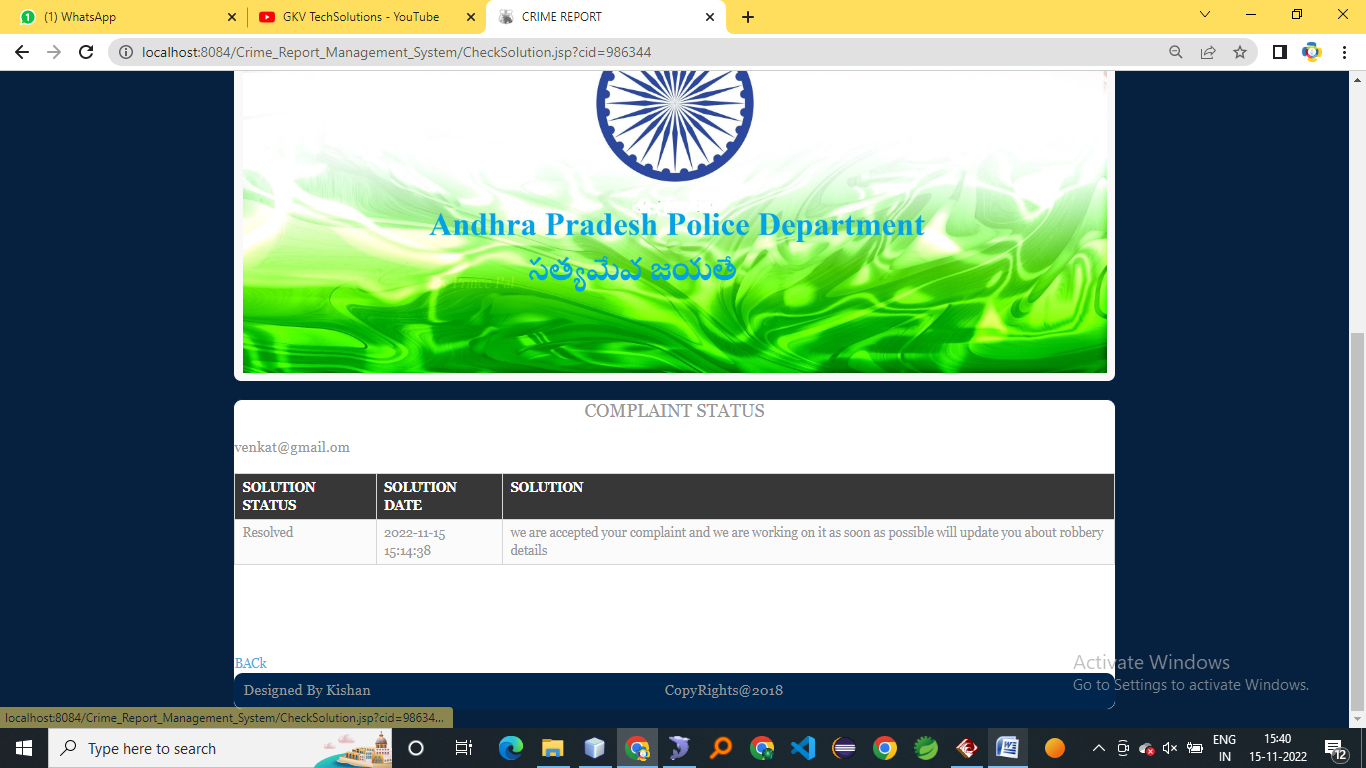 (1) WhatsApp
GKV TechSolutions - YouTube
CRIME REPORT
localhost:8084/Crime_Report_Management_System/CheckSolution.jsp?cid=986344
Andhra Pradesh Police Department
సత్యమేవ జయతే
Prince Pal
COMPLAINT STATUS
venkat@gmail.om
SOLUTION STATUS
SOLUTION DATE
SOLUTION
Resolved
2022-11-15
15:14:38
we are accepted your complaint and we are working on it as soon as possible will update you about robbery
details
BACk
Activate Windows
Go to Settings to activate Windows.
Designed By Kishan
CopyRights@2018
localhost:8084/Crime_Report_Management_System/CheckSolution.jsp?cid=98634...
Type here to search
ENG
IN
15:40
15-11-2022
12